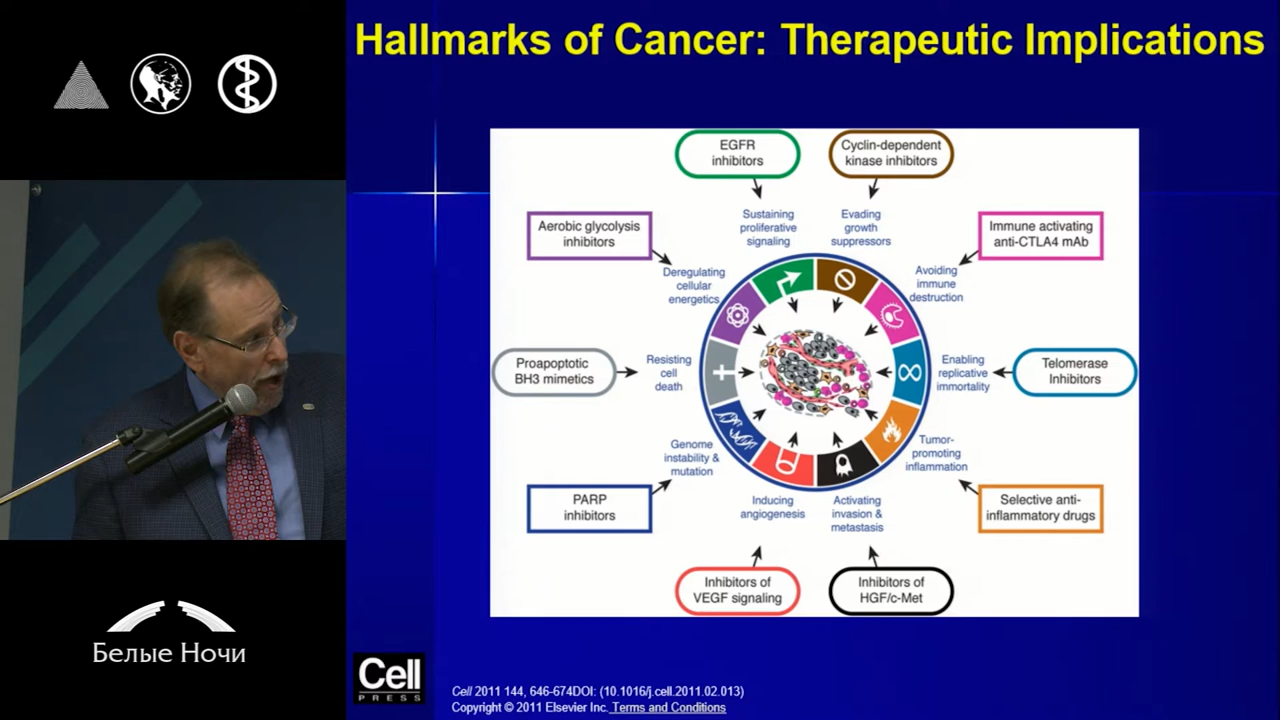 Hallmarks of Cancer: Therapeutic Implications
EGFR
inhibitors
Cyclin-dependent
kinase inhibitors
Sustaining
proliferative
signaling
Evading
growth
suppressors
Aerobic glycolysis
inhibitors
Immune activating
anti-CTLA4 mAb
Deregulating
cellular
energetics
Avoiding
immune
destruction
Proapoptotic
BH3 mimetics
Resisting
cell
death
Enabling
replicative
immortality
Telomerase
Inhibitors
Genome
instability &
mutation
Tumor-
promoting
inflammation
PARP
inhibitors
Inducing
angiogenesis
Activating
invasion &
metastasis
Selective anti-
inflammatory drugs
Inhibitors of
VEGF signaling
Inhibitors of
HGF/c-Met
Белые Ночи
Cell
PRESS
Cell 2011 144, 646-674DOI: (10.1016/j.cell.2011.02.013)
Copyright © 2011 Elsevier Inc. Terms and Conditions